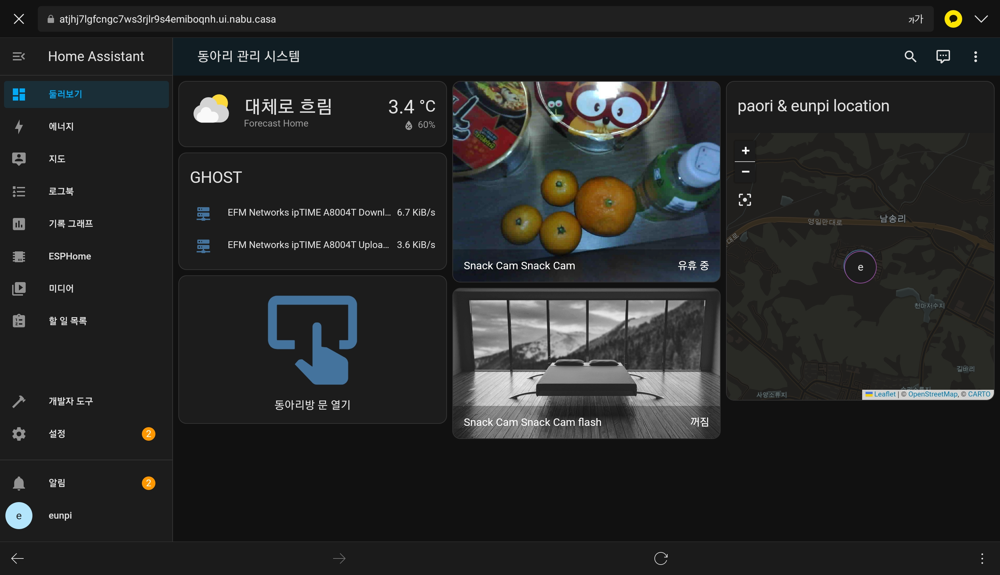 atjhj7lgfcngc7ws3rjlr9s4emiboqnh.ui.nabu.casa
가가
Home Assistant
동아리 관리 시스템
둘러보기
에너지
지도
로그북
기록 그래프
ESPHome
미디어
할 일 목록
개발자 도구
설정
2
알림
2
e
eunpi
대체로 흐림
3.4 °C
Forecast Home
60%
GHOST
EFM Networks ipTIME A8004T Downl...
6.7 KiB/s
EFM Networks ipTIME A8004T Uploa...
3.6 KiB/s
동아리방 문 열기
Snack Cam Snack Cam
유휴 중
Snack Cam Snack Cam flash
꺼짐
paori & eunpi location
+
−
영일만대로
남송리
대로
e
천마저수지
길바리
사양소류지
Leaflet | © OpenStreetMap, © CARTO